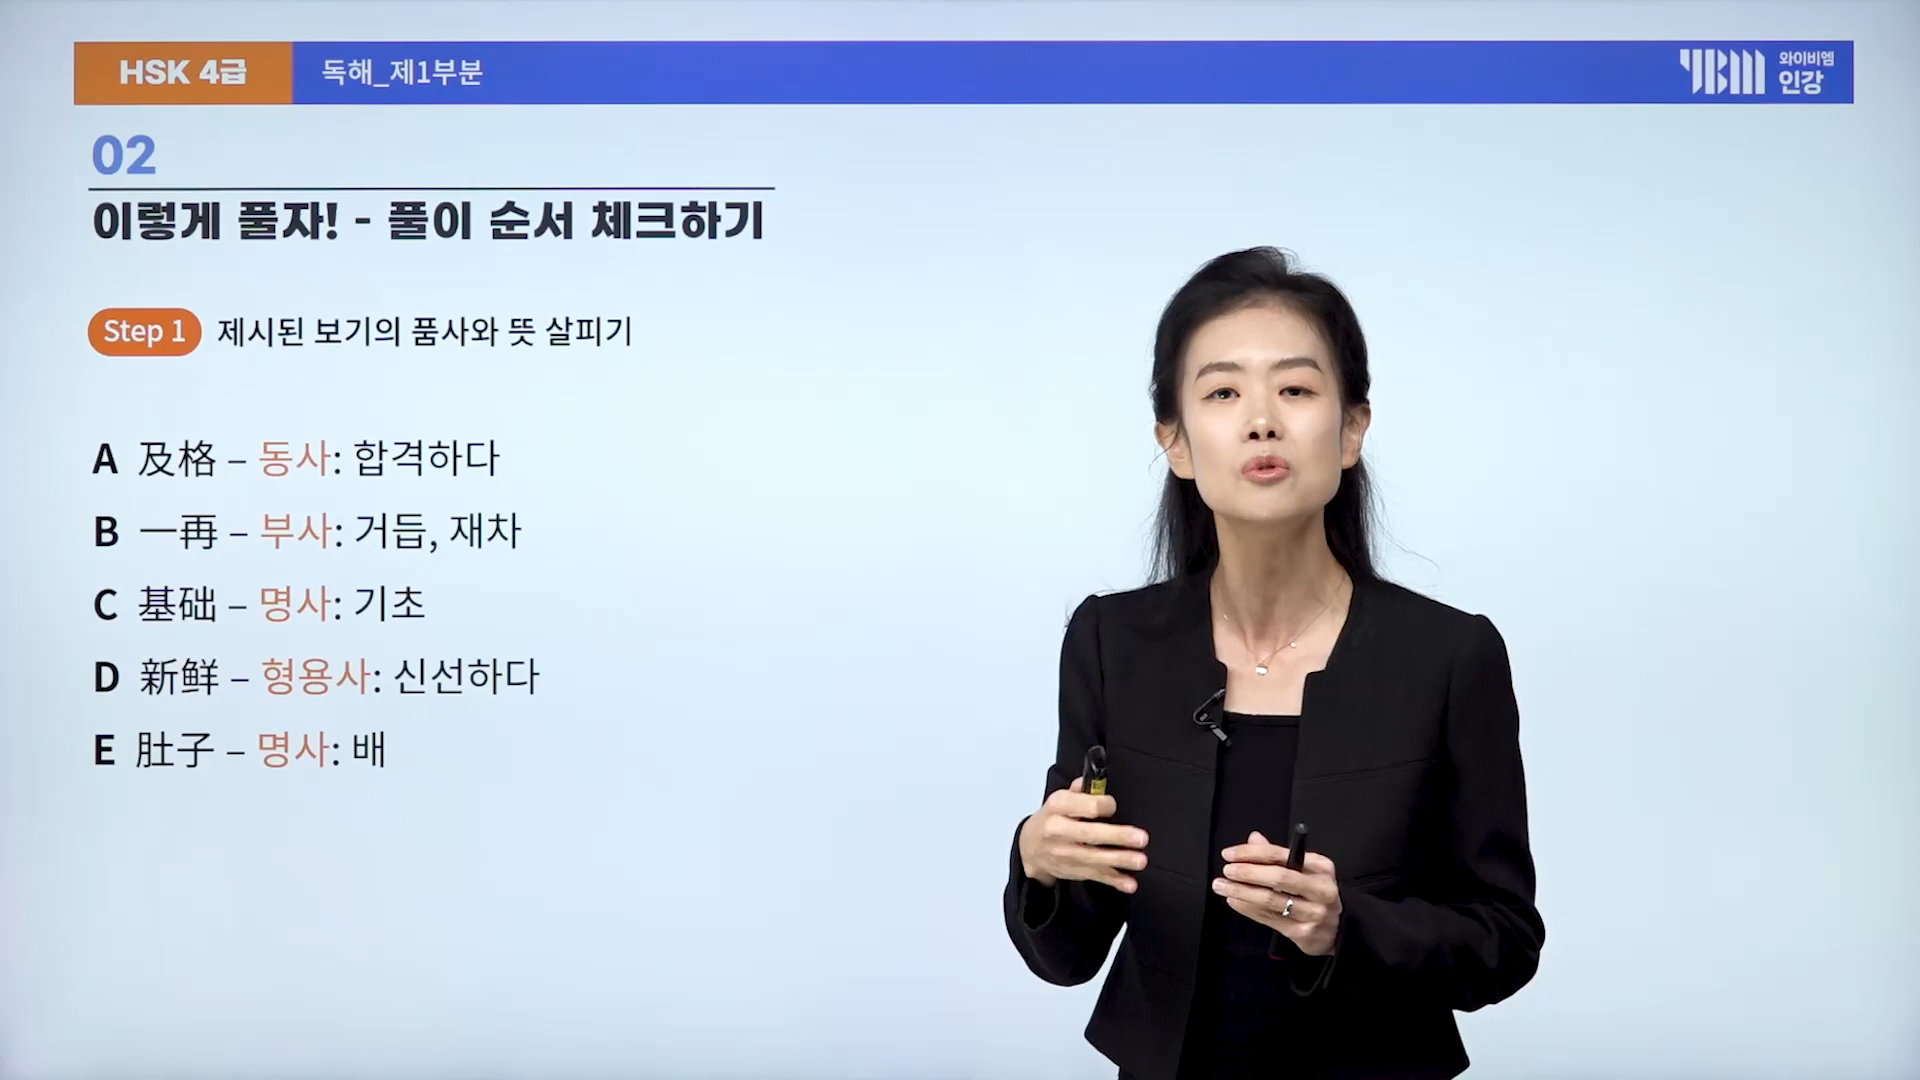 HSK 4급
독해_제1부분
YBM 와이비엠 인강
02
이렇게 풀자! - 풀이 순서 체크하기
Step 1 제시된 보기의 품사와 뜻 살피기
A 及格 – 동사: 합격하다
B 一再 – 부사: 거듭, 재차
C 基础 – 명사: 기초
D 新鲜 – 형용사: 신선하다
E 肚子 – 명사: 배